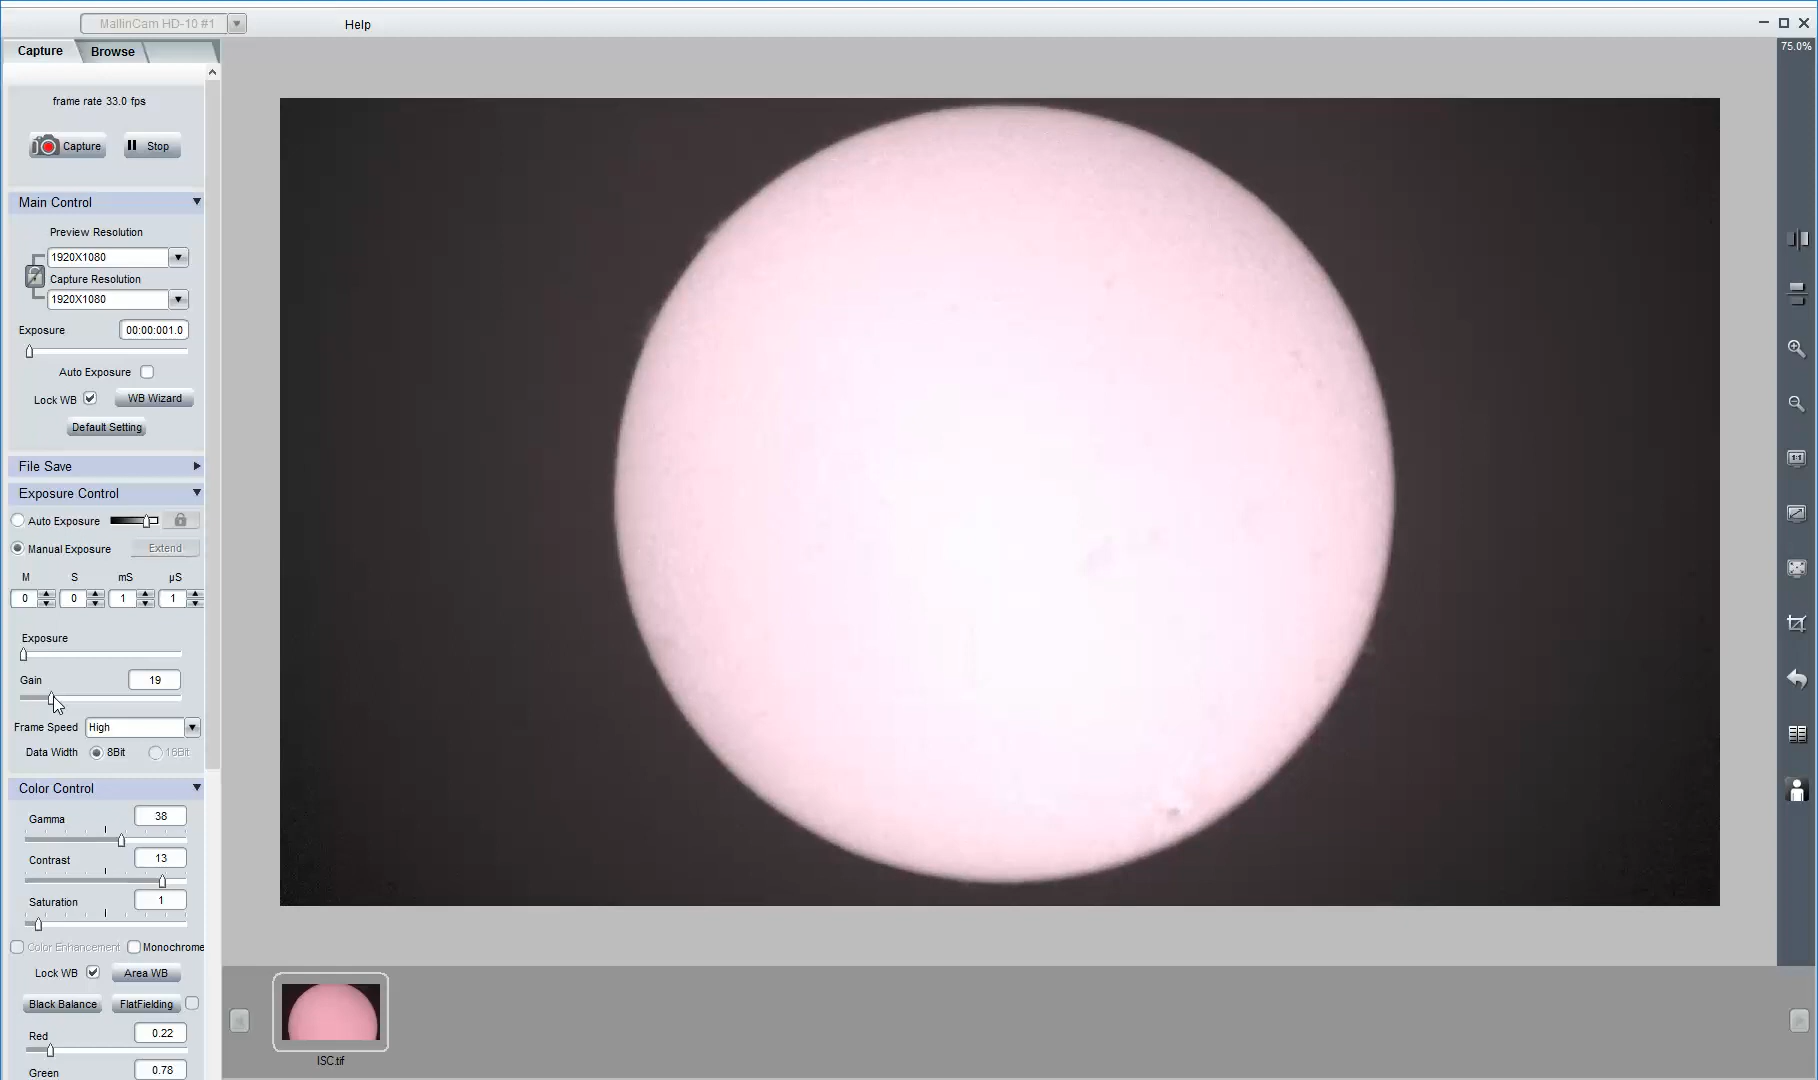 MallinCam HD-10 #1
Help
75.0%
Capture Browse
frame rate 33.0 fps
Capture Stop
Main Control
Preview Resolution
1920X1080
Capture Resolution
1920X1080
Exposure 00:00:001.0
Auto Exposure
Lock WB WB Wizard
Default Setting
File Save
Exposure Control
Auto Exposure
Manual Exposure Extend
M S mS µS
0 0 1 1
Exposure
Gain 19
Frame Speed High
Data Width 8Bit 16Bit
Color Control
Gamma 38
Contrast 13
Saturation 1
Color Enhancement Monochrome
Lock WB Area WB
Black Balance FlatFielding
Red 0.22
Green 0.78
1:1
ISC.tif